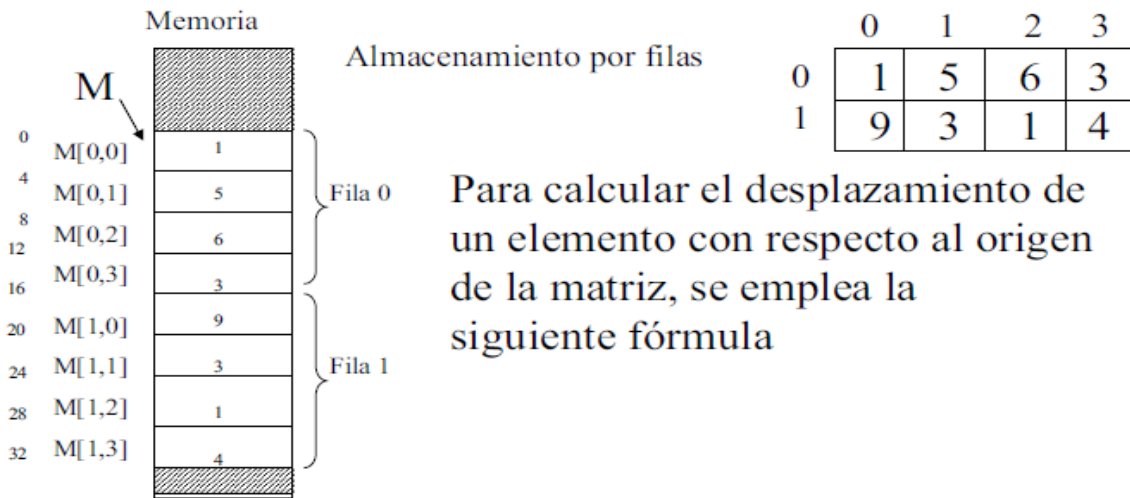 Memoria
Almacenamiento por filas
M
0 1 2 3
0 1 5 6 3
1 9 3 1 4
0
M[0,0] 1
4
M[0,1] 5
Fila 0
8
M[0,2] 6
12
M[0,3] 3
16
M[1,0] 9
20
M[1,1] 3
Fila 1
24
M[1,2] 1
28
M[1,3] 4
32
Para calcular el desplazamiento de
un elemento con respecto al origen
de la matriz, se emplea la
siguiente fórmula